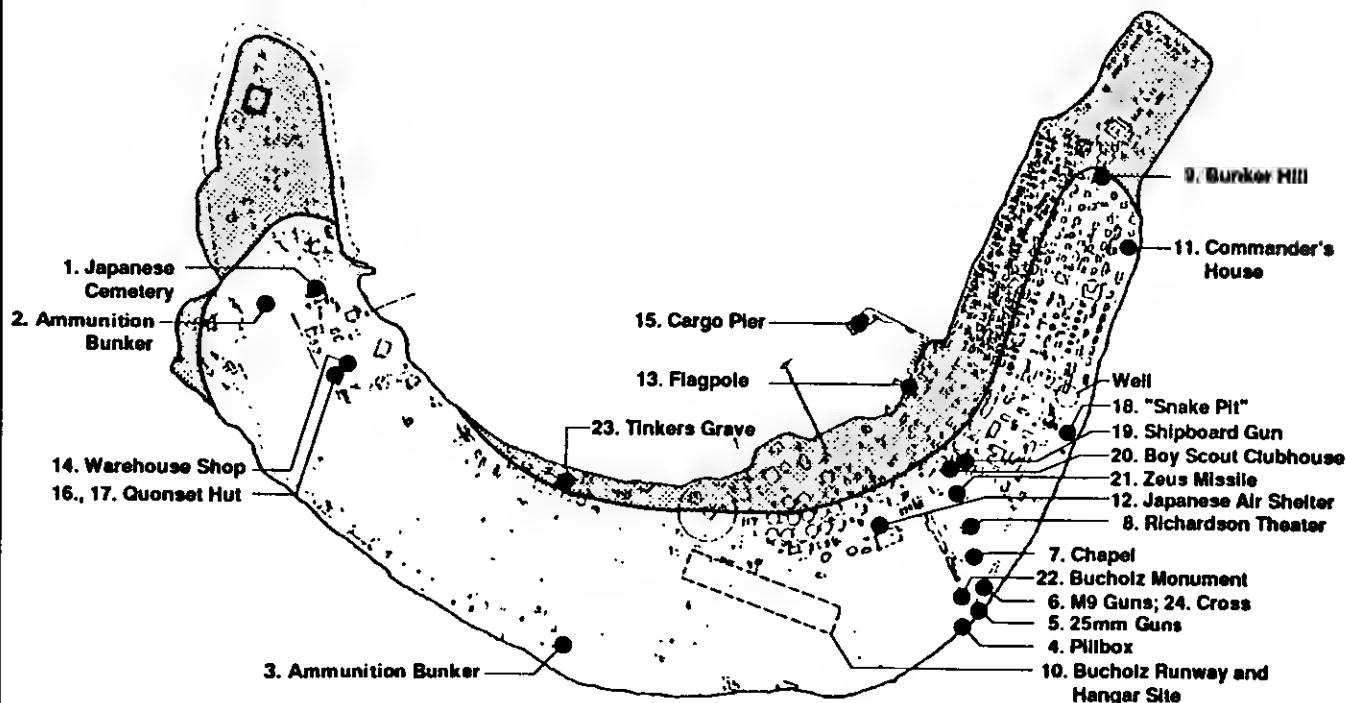 9. Bunker Hill
1. Japanese
Cemetery
11. Commander's
House
2. Ammunition
Bunker
15. Cargo Pier
13. Flagpole
Well
18. "Snake Pit"
23. Tinkers Grave
19. Shipboard Gun
20. Boy Scout Clubhouse
14. Warehouse Shop
21. Zeus Missile
16., 17. Quonset Hut
12. Japanese Air Shelter
8. Richardson Theater
7. Chapel
22. Bucholz Monument
6. M9 Guns; 24. Cross
5. 25mm Guns
4. Pillbox
3. Ammunition Bunker
10. Bucholz Runway and
Hangar Site